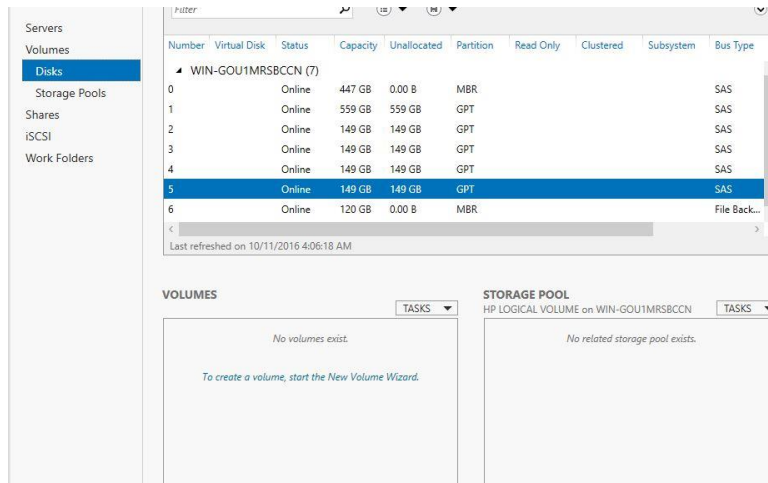 Filter
Servers
Volumes
Disks
Storage Pools
Shares
iSCSI
Work Folders
Number Virtual Disk Status Capacity Unallocated Partition Read Only Clustered Subsystem Bus Type
WIN-GOU1MRSBCCN (7)
0 Online 447 GB 0.00 B MBR SAS
1 Online 559 GB 559 GB GPT SAS
2 Online 149 GB 149 GB GPT SAS
3 Online 149 GB 149 GB GPT SAS
4 Online 149 GB 149 GB GPT SAS
5 Online 149 GB 149 GB GPT SAS
6 Online 120 GB 0.00 B MBR File Back...
Last refreshed on 10/11/2016 4:06:18 AM
VOLUMES
TASKS
No volumes exist.
To create a volume, start the New Volume Wizard.
STORAGE POOL
HP LOGICAL VOLUME on WIN-GOU1MRSBCCN
TASKS
No related storage pool exists.